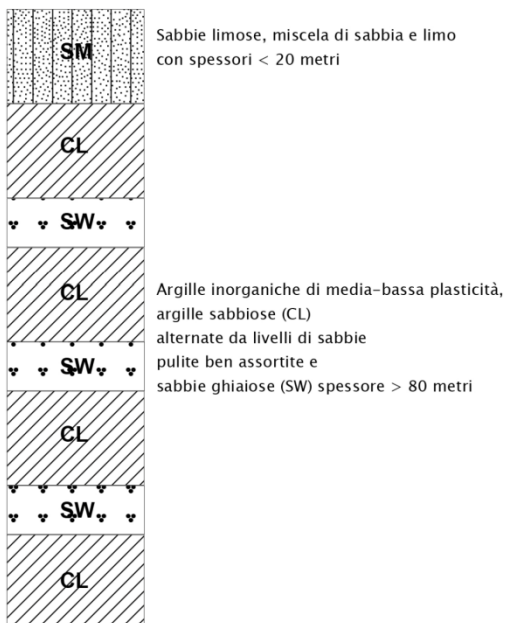 SM
Sabbie limose, miscela di sabbia e limo
con spessori < 20 metri
CL
SW
CL
Argille inorganiche di media-bassa plasticità,
argille sabbiose (CL)
alternate da livelli di sabbie
pulite ben assortite e
sabbie ghiaiose (SW) spessore > 80 metri
SW
CL
SW
CL